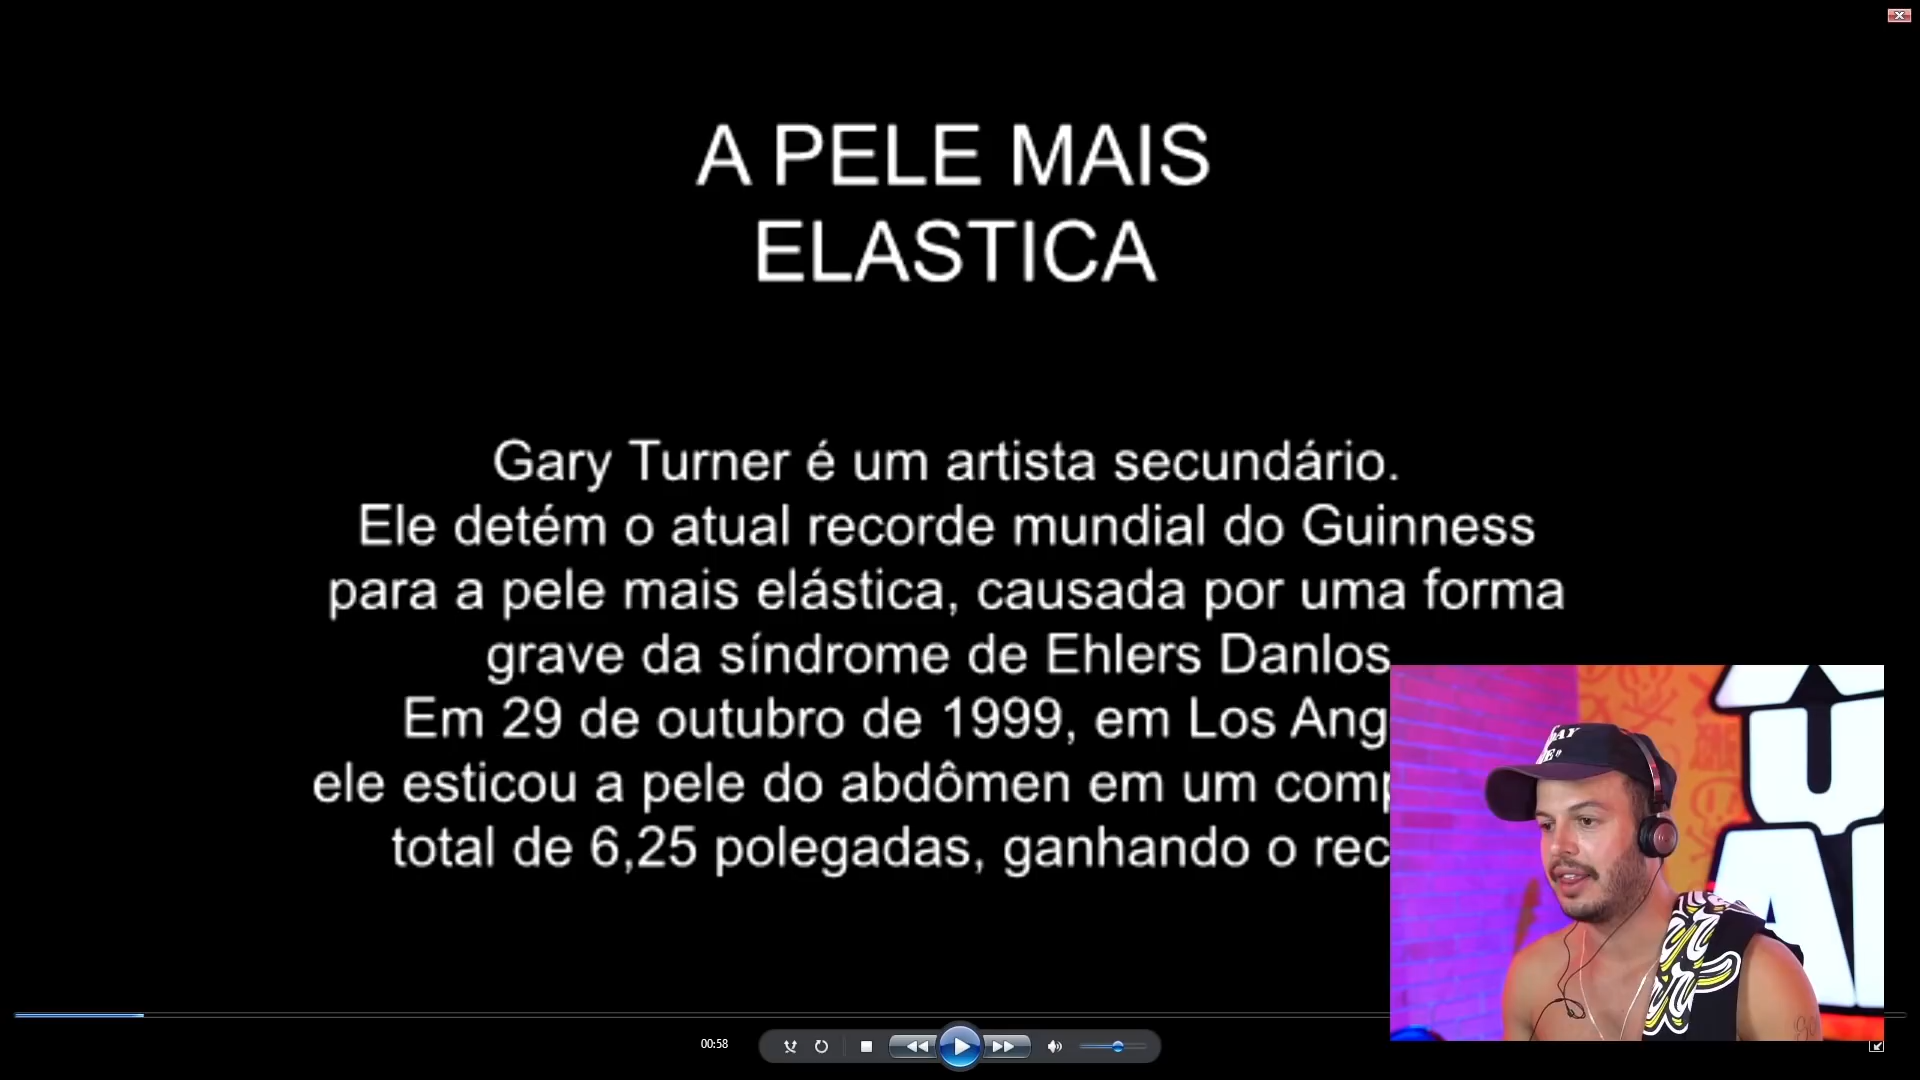 A PELE MAIS
ELASTICA
Gary Turner é um artista secundário.
Ele detém o atual recorde mundial do Guinness
para a pele mais elástica, causada por uma forma
grave da síndrome de Ehlers Danlos
Em 29 de outubro de 1999, em Los Ang
ele esticou a pele do abdômen em um comp
total de 6,25 polegadas, ganhando o rec
00:58